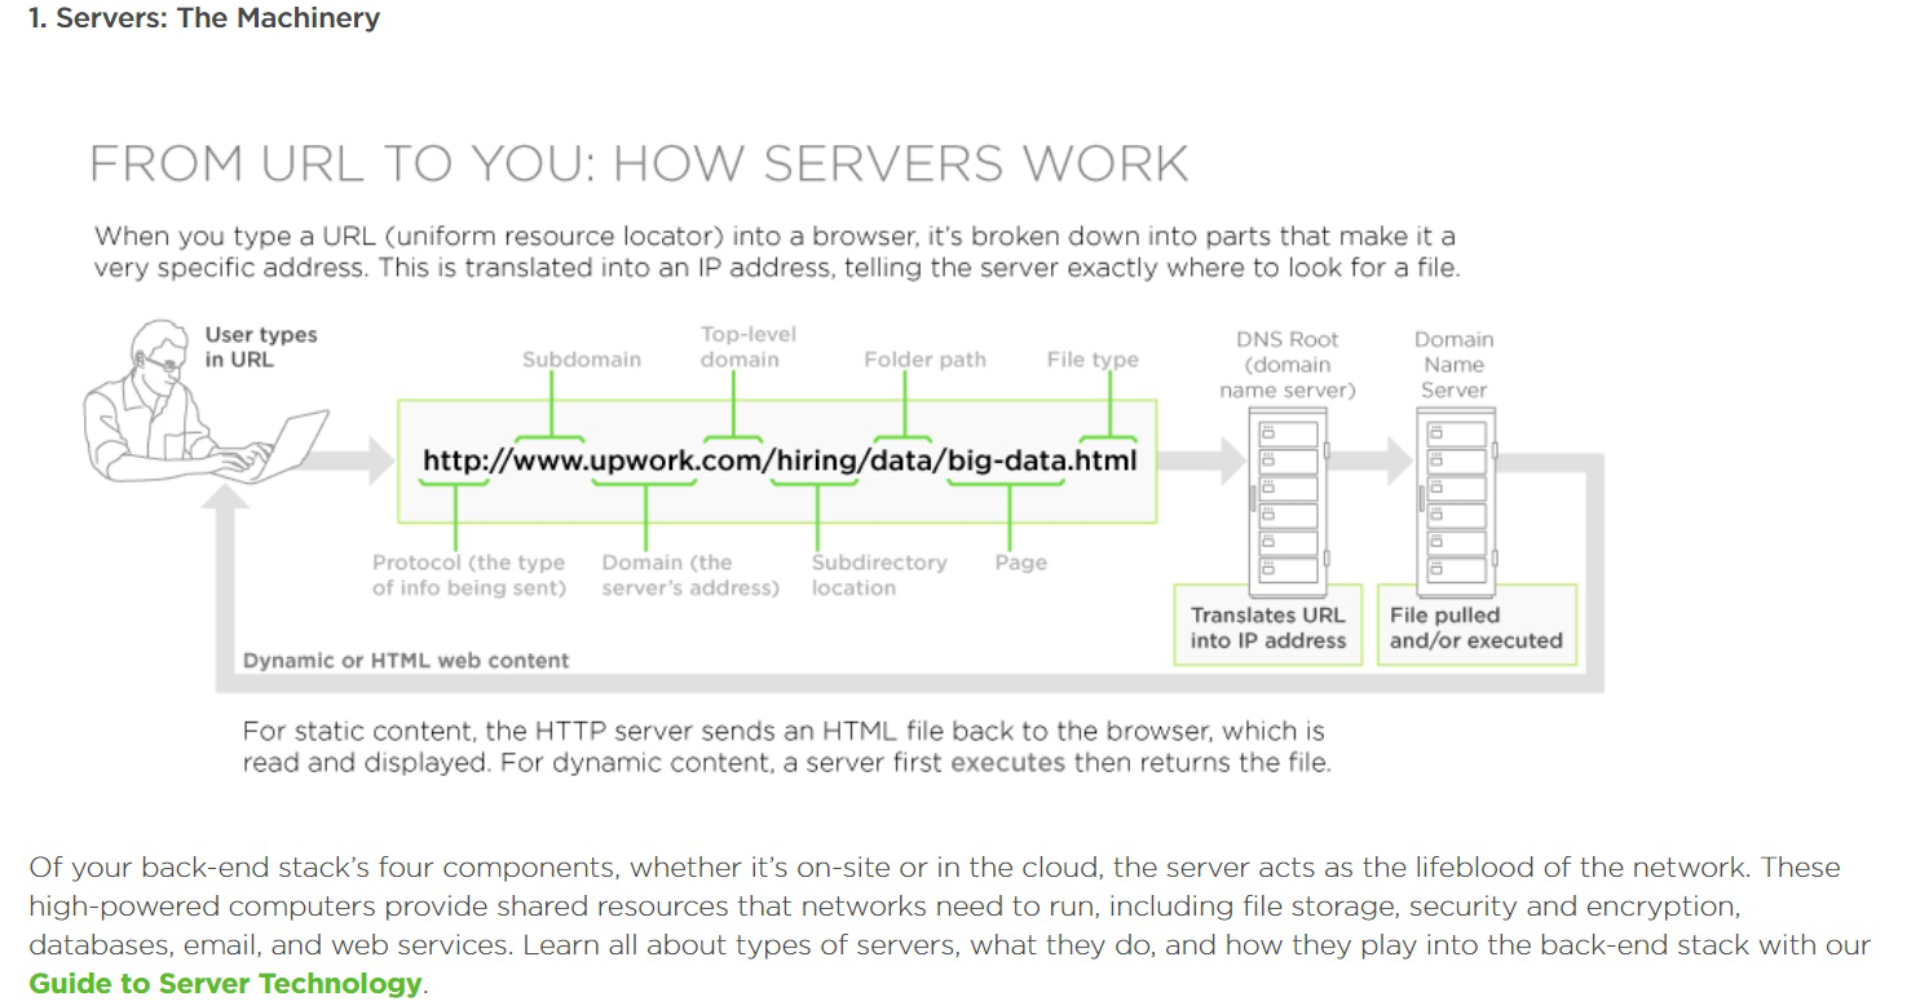 1. Servers: The Machinery
FROM URL TO YOU: HOW SERVERS WORK
When you type a URL (uniform resource locator) into a browser, it's broken down into parts that make it a
very specific address. This is translated into an IP address, telling the server exactly where to look for a file.
User types
in URL
Subdomain
Top-level
domain
Folder path
File type
DNS Root
(domain
name server)
Domain
Name
Server
http://www.upwork.com/hiring/data/big-data.html
Protocol (the type
of info being sent)
Domain (the
server's address)
Subdirectory
location
Page
Translates URL
into IP address
File pulled
and/or executed
Dynamic or HTML web content
For static content, the HTTP server sends an HTML file back to the browser, which is
read and displayed. For dynamic content, a server first executes then returns the file.
Of your back-end stack's four components, whether it's on-site or in the cloud, the server acts as the lifeblood of the network. These
high-powered computers provide shared resources that networks need to run, including file storage, security and encryption,
databases, email, and web services. Learn all about types of servers, what they do, and how they play into the back-end stack with our
Guide to Server Technology.